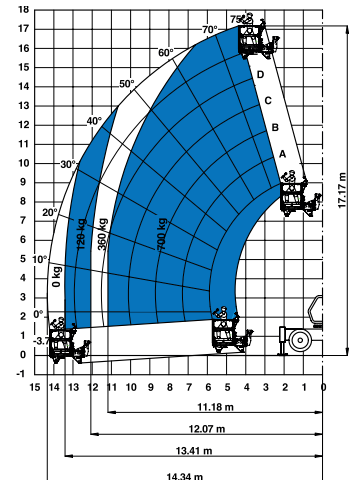 18
17
16
15
14
13
12
11
10
9
8
7
6
5
4
3
2
1
0
-1
75°
70°
60°
50°
40°
30°
20°
10°
0°
-3.7
D
C
B
A
0 kg
120 kg
360 kg
700 kg
17.17 m
15 14 13 12 11 10 9 8 7 6 5 4 3 2 1 0
11.18 m
12.07 m
13.41 m
14.34 m